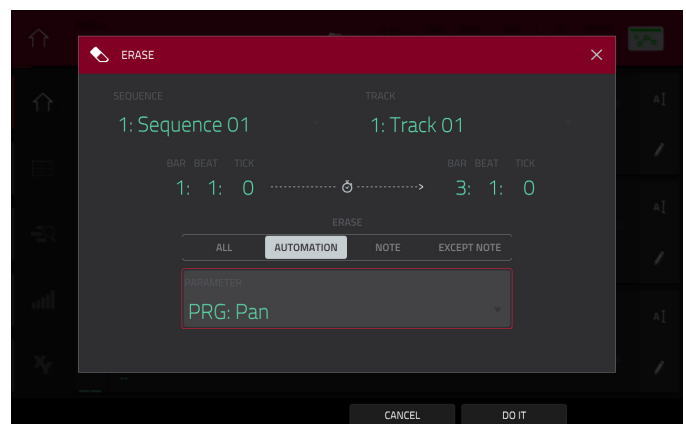 ERASE
SEQUENCE TRACK
1: Sequence 01 1: Track 01
BAR BEAT TICK BAR BEAT TICK
1: 1: 0 3: 1: 0
ERASE
ALL AUTOMATION NOTE EXCEPT NOTE
PARAMETER
PRG: Pan
CANCEL DO IT